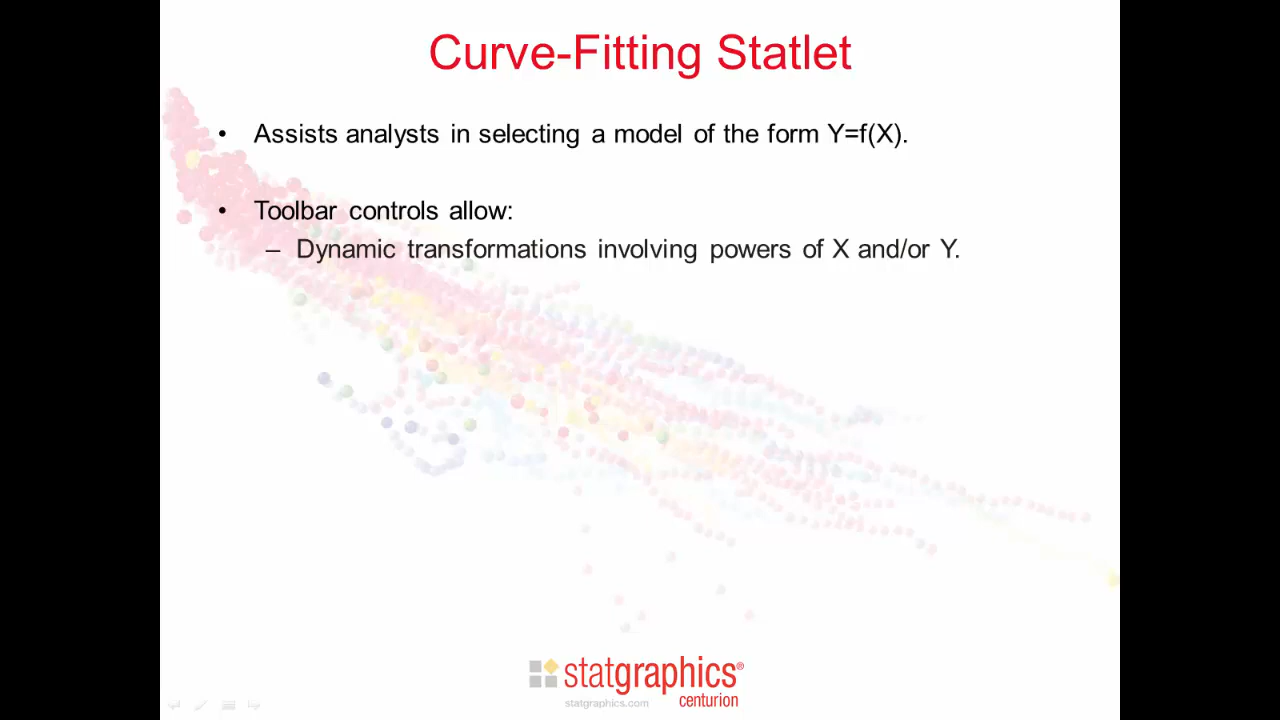 Curve-Fitting Statlet
• Assists analysts in selecting a model of the form Y=f(X).
• Toolbar controls allow:
– Dynamic transformations involving powers of X and/or Y.
statgraphics®
centurion
statgraphics.com